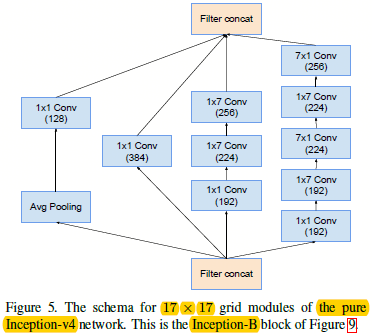 Filter concat
7x1 Conv
(256)
1x7 Conv
(224)
1x1 Conv
(128)
1x7 Conv
(256)
1x1 Conv
(384)
1x7 Conv
(224)
7x1 Conv
(224)
1x7 Conv
(192)
Avg Pooling
1x1 Conv
(192)
1x1 Conv
(192)
Filter concat
Figure 5. The schema for 17 × 17 grid modules of the pure
Inception-v4 network. This is the Inception-B block of Figure 9.